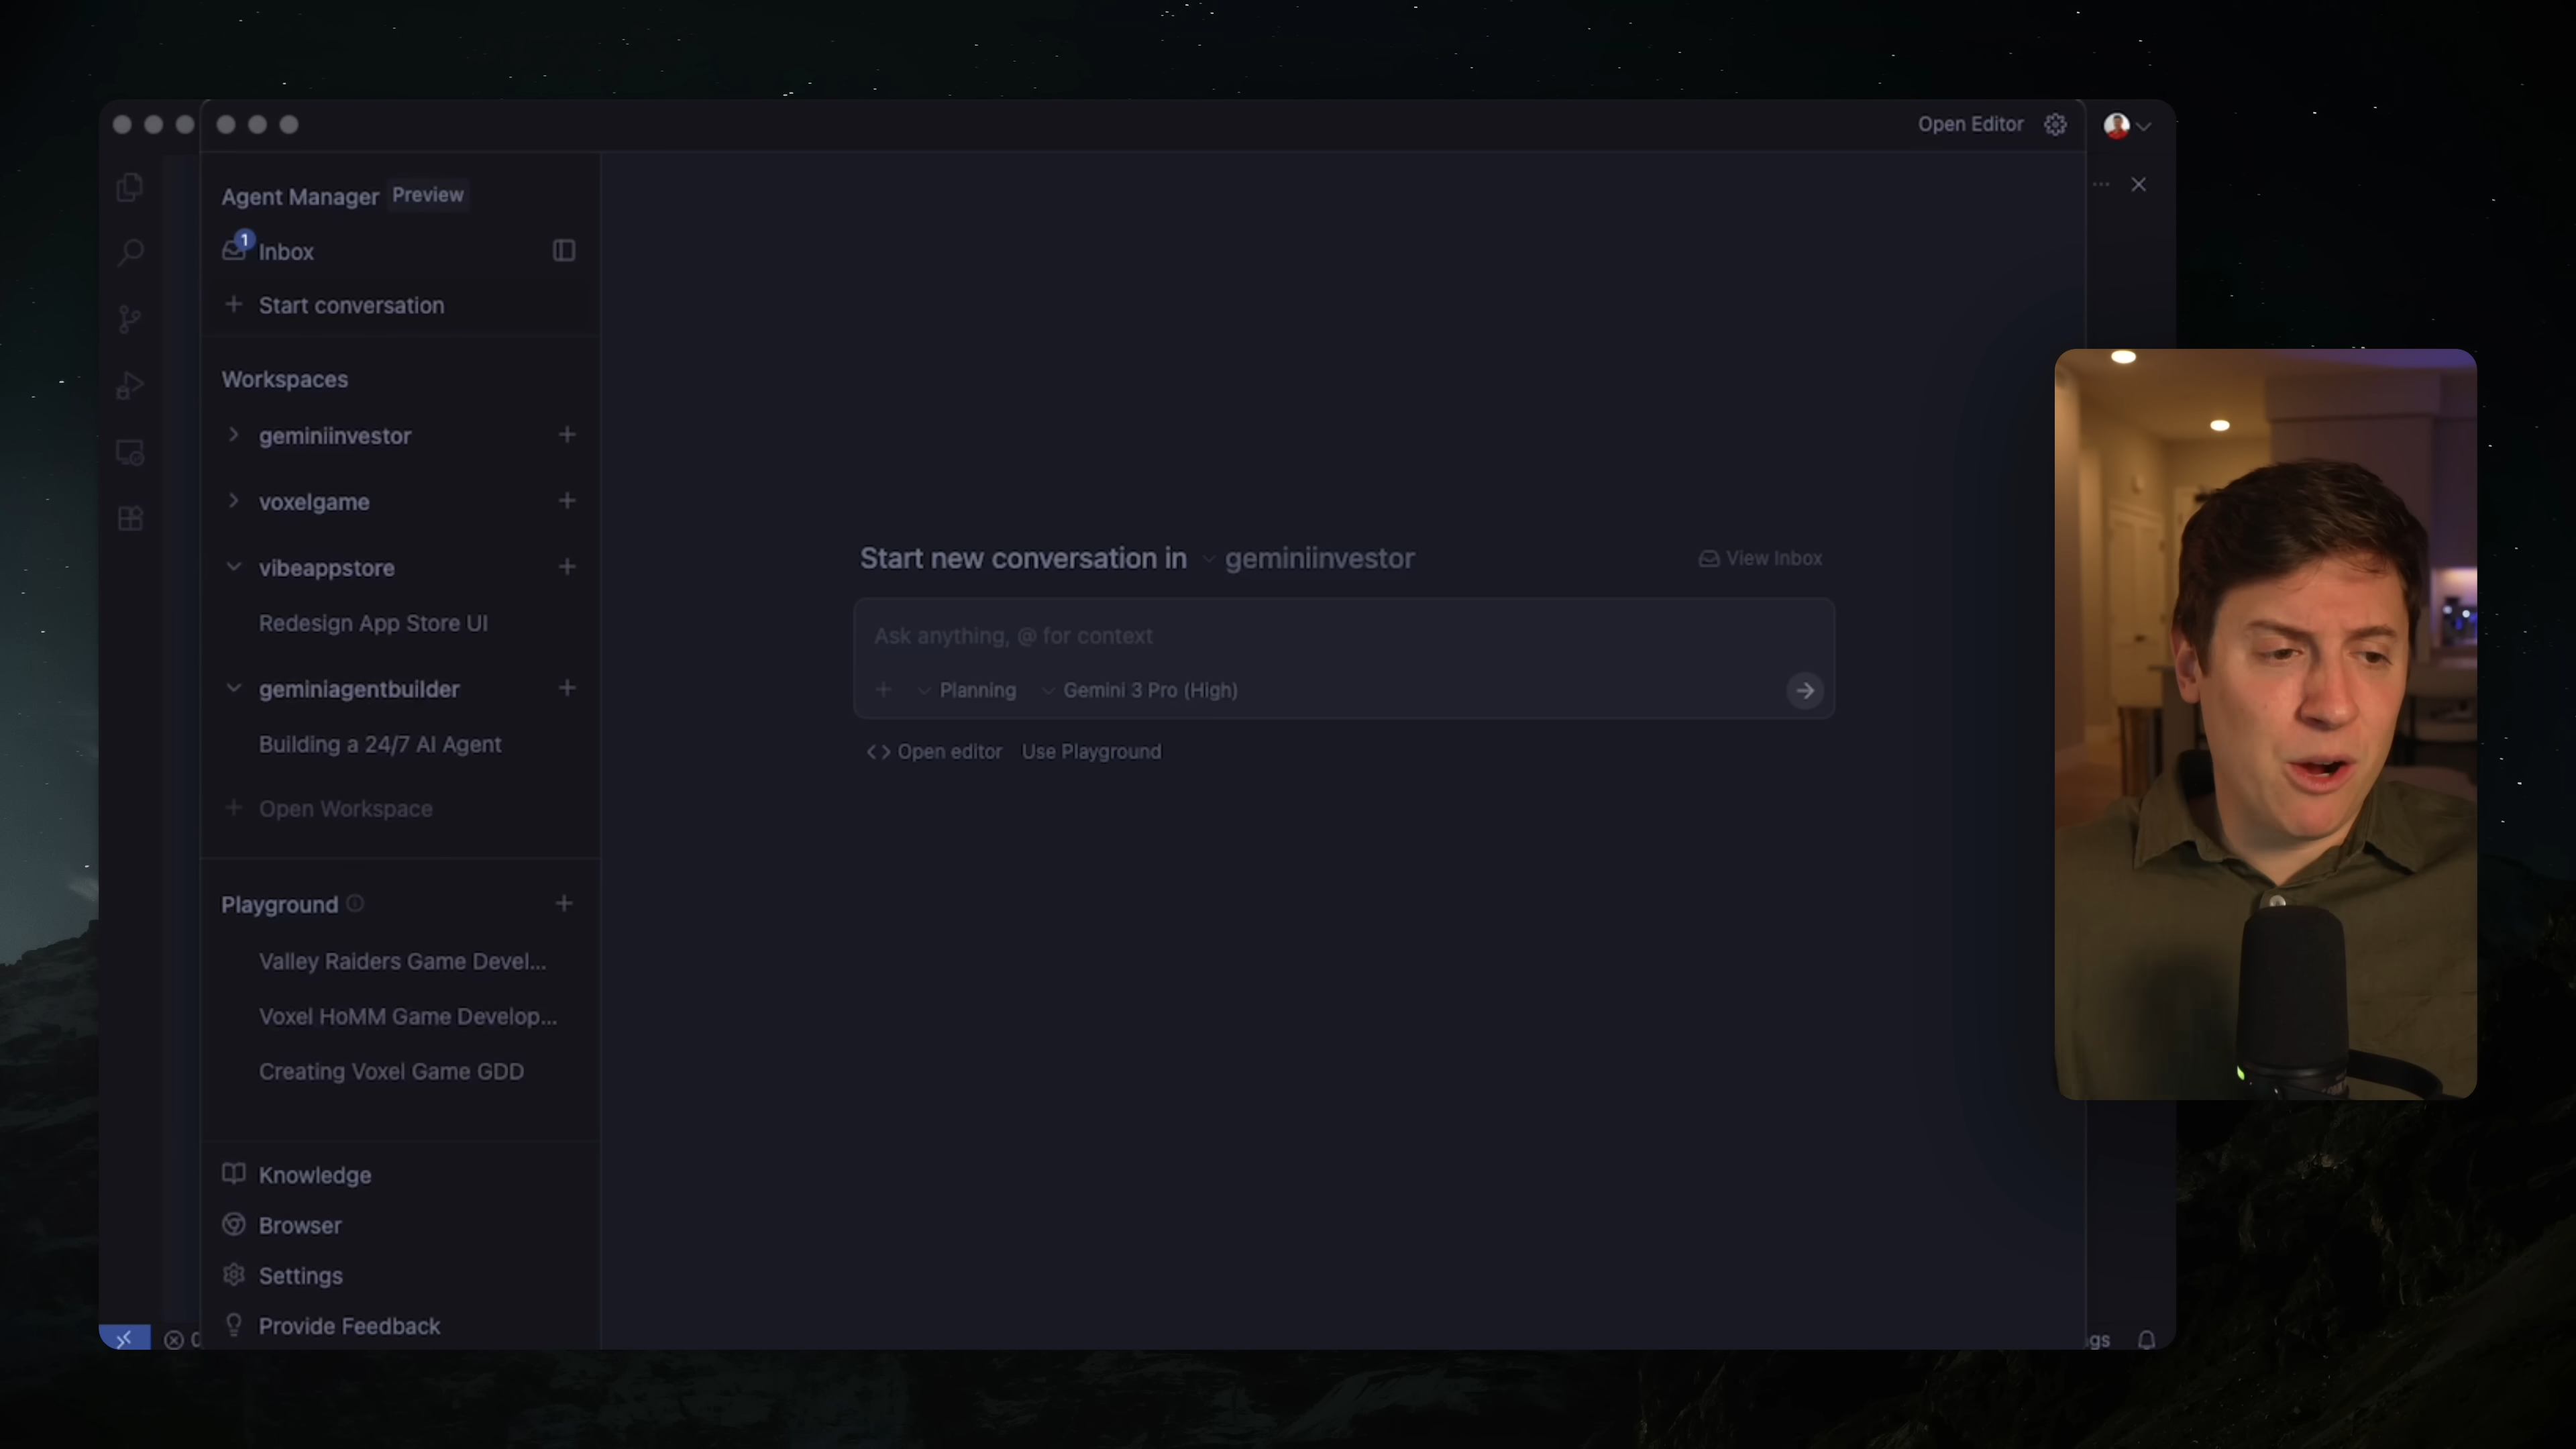 Open Editor
Agent Manager Preview
1
Inbox
Start conversation
Workspaces
geminiinvestor
voxelgame
vibeappstore
Redesign App Store UI
geminiagentbuilder
Building a 24/7 AI Agent
Open Workspace
Playground
Valley Raiders Game Devel...
Voxel HoMM Game Develop...
Creating Voxel Game GDD
Knowledge
Browser
Settings
Provide Feedback
Start new conversation in geminiinvestor
View Inbox
Ask anything, @ for context
Planning Gemini 3 Pro (High)
Open editor Use Playground
gs